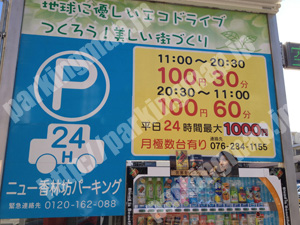 地球に優しいエコドライブ
つくろう!美しい街づくり
P
24
H
ニュー香林坊パーキング
緊急連絡先 0120-162-088
11:00〜20:30
100円30分
20:30〜11:00
100円60分
平日24時間最大1000円
月極数台有り 連絡先 076-284-1155